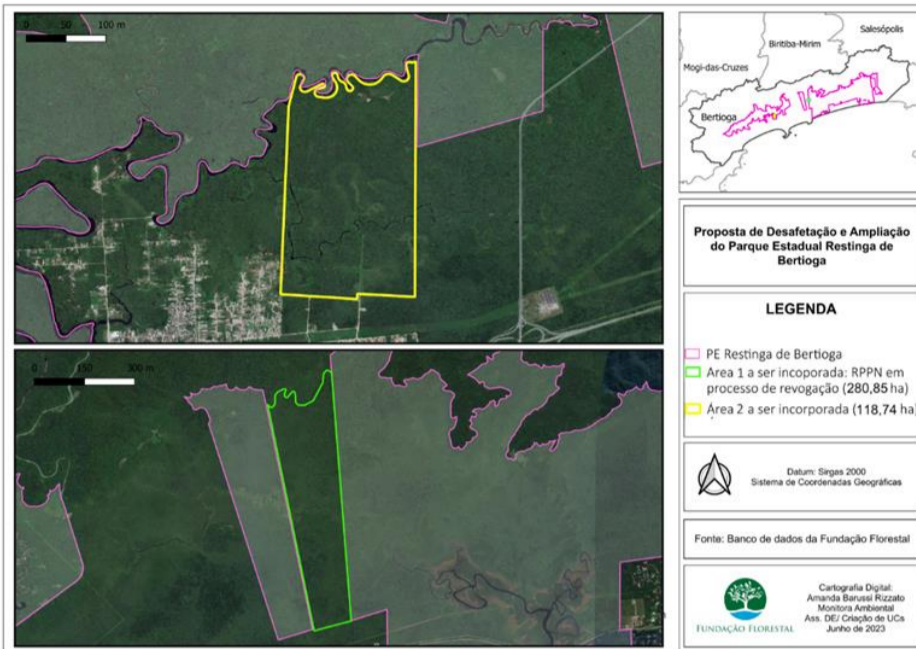 0 50 100 m
0 150 300 m
Salesópolis
Biritiba-Mirim
Mogi-das-Cruzes
Bertioga
Proposta de Desafetação e Ampliação
do Parque Estadual Restinga de
Bertioga
LEGENDA
PE Restinga de Bertioga
Área 1 a ser incoporada: RPPN em
processo de revogação (280,85 ha)
Área 2 a ser incorporada (118,74 ha)
Datum: Sirgas 2000
Sistema de Coordenadas Geográficas
Fonte: Banco de dados da Fundação Florestal
FUNDAÇÃO FLORESTAL
Cartografia Digital:
Amanda Barussi Rizzato
Monitora Ambiental
Ass. DE/ Criação de UCs
Junho de 2023